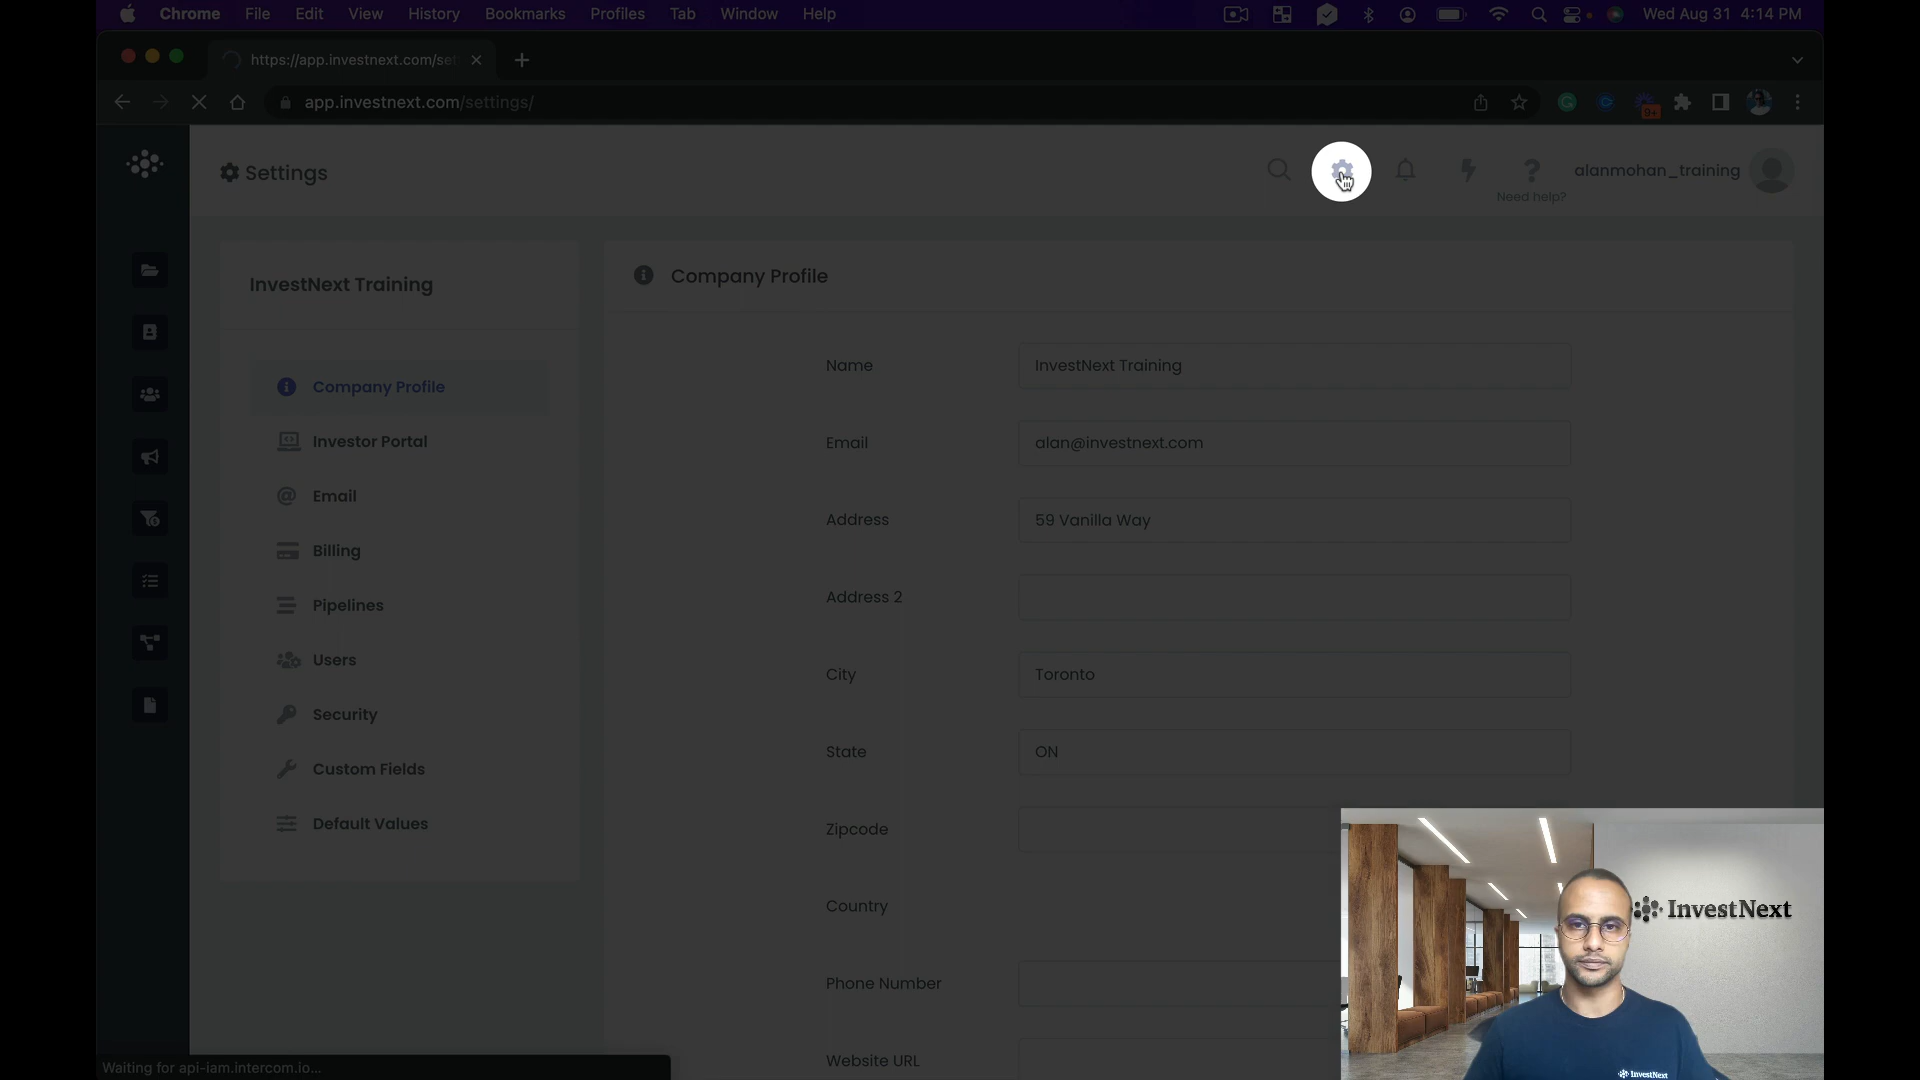 Chrome File Edit View History Bookmarks Profiles Tab Window Help Wed Aug 31 4:14 PM
https://app.investnext.com/set
app.investnext.com/settings/
9+
Settings
alanmohan_training
Need help?
InvestNext Training
Company Profile
Investor Portal
Email
Billing
Pipelines
Users
Security
Custom Fields
Default Values
Company Profile
Name InvestNext Training
Email alan@investnext.com
Address 59 Vanilla Way
Address 2
City Toronto
State ON
Zipcode
Country
Phone Number
Website URL
InvestNext
InvestNext
Waiting for api-iam.intercom.io...